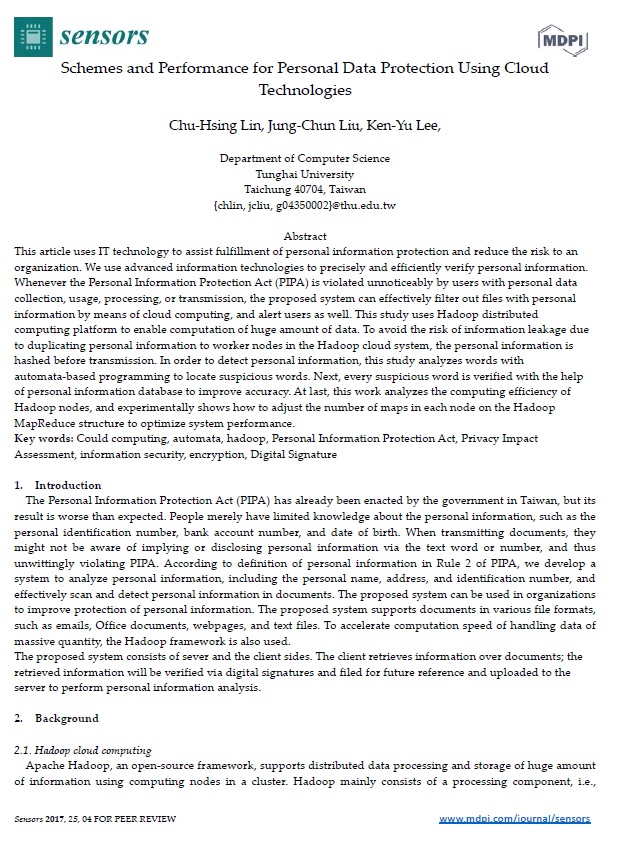 sensors
MDPI
Schemes and Performance for Personal Data Protection Using Cloud
Technologies
Chu-Hsing Lin, Jung-Chun Liu, Ken-Yu Lee,
Department of Computer Science
Tunghai University
Taichung 40704, Taiwan
{chlin, jcliu, g04350002}@thu.edu.tw
Abstract
This article uses IT technology to assist fulfillment of personal information protection and reduce the risk to an
organization. We use advanced information technologies to precisely and efficiently verify personal information.
Whenever the Personal Information Protection Act (PIPA) is violated unnoticeably by users with personal data
collection, usage, processing, or transmission, the proposed system can effectively filter out files with personal
information by means of cloud computing, and alert users as well. This study uses Hadoop distributed
computing platform to enable computation of huge amount of data. To avoid the risk of information leakage due
to duplicating personal information to worker nodes in the Hadoop cloud system, the personal information is
hashed before transmission. In order to detect personal information, this study analyzes words with
automata-based programming to locate suspicious words. Next, every suspicious word is verified with the help
of personal information database to improve accuracy. At last, this work analyzes the computing efficiency of
Hadoop nodes, and experimentally shows how to adjust the number of maps in each node on the Hadoop
MapReduce structure to optimize system performance.
Key words: Could computing, automata, hadoop, Personal Information Protection Act, Privacy Impact
Assessment, information security, encryption, Digital Signature
1. Introduction
The Personal Information Protection Act (PIPA) has already been enacted by the government in Taiwan, but its
result is worse than expected. People merely have limited knowledge about the personal information, such as the
personal identification number, bank account number, and date of birth. When transmitting documents, they
might not be aware of implying or disclosing personal information via the text word or number, and thus
unwittingly violating PIPA. According to definition of personal information in Rule 2 of PIPA, we develop a
system to analyze personal information, including the personal name, address, and identification number, and
effectively scan and detect personal information in documents. The proposed system can be used in organizations
to improve protection of personal information. The proposed system supports documents in various file formats,
such as emails, Office documents, webpages, and text files. To accelerate computation speed of handling data of
massive quantity, the Hadoop framework is also used.
The proposed system consists of sever and the client sides. The client retrieves information over documents; the
retrieved information will be verified via digital signatures and filed for future reference and uploaded to the
server to perform personal information analysis.
2. Background
2.1. Hadoop cloud computing
Apache Hadoop, an open-source framework, supports distributed data processing and storage of huge amount
of information using computing nodes in a cluster. Hadoop mainly consists of a processing component, i.e.,
Sensors 2017, 25, 04 FOR PEER REVIEW
www.mdpi.com/journal/sensors